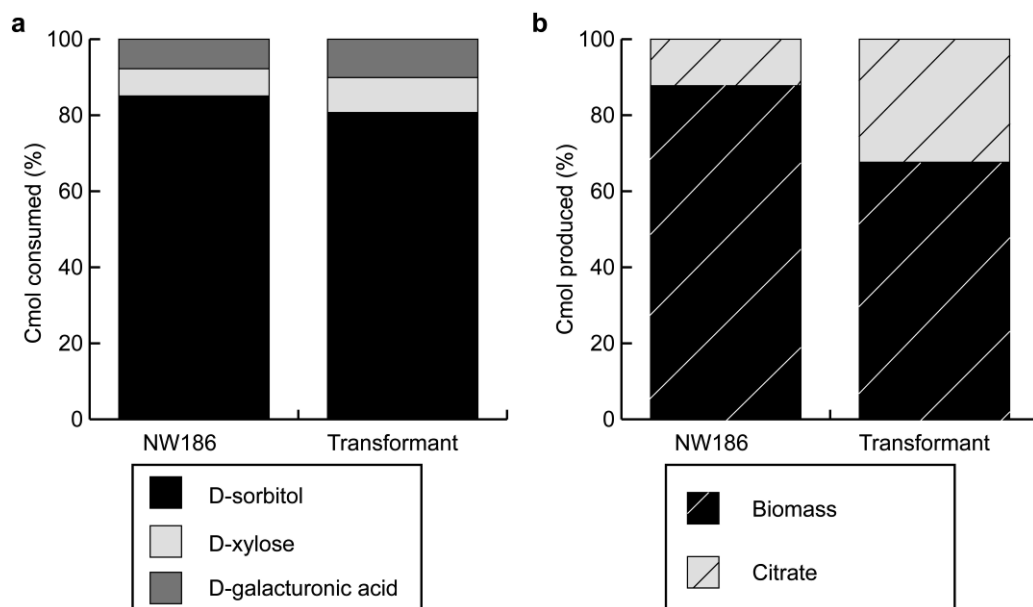 a
100
80
60
40
20
0
Cmol consumed (%)
NW186 Transformant
D-sorbitol
D-xylose
D-galacturonic acid
b
100
80
60
40
20
0
Cmol produced (%)
NW186 Transformant
Biomass
Citrate